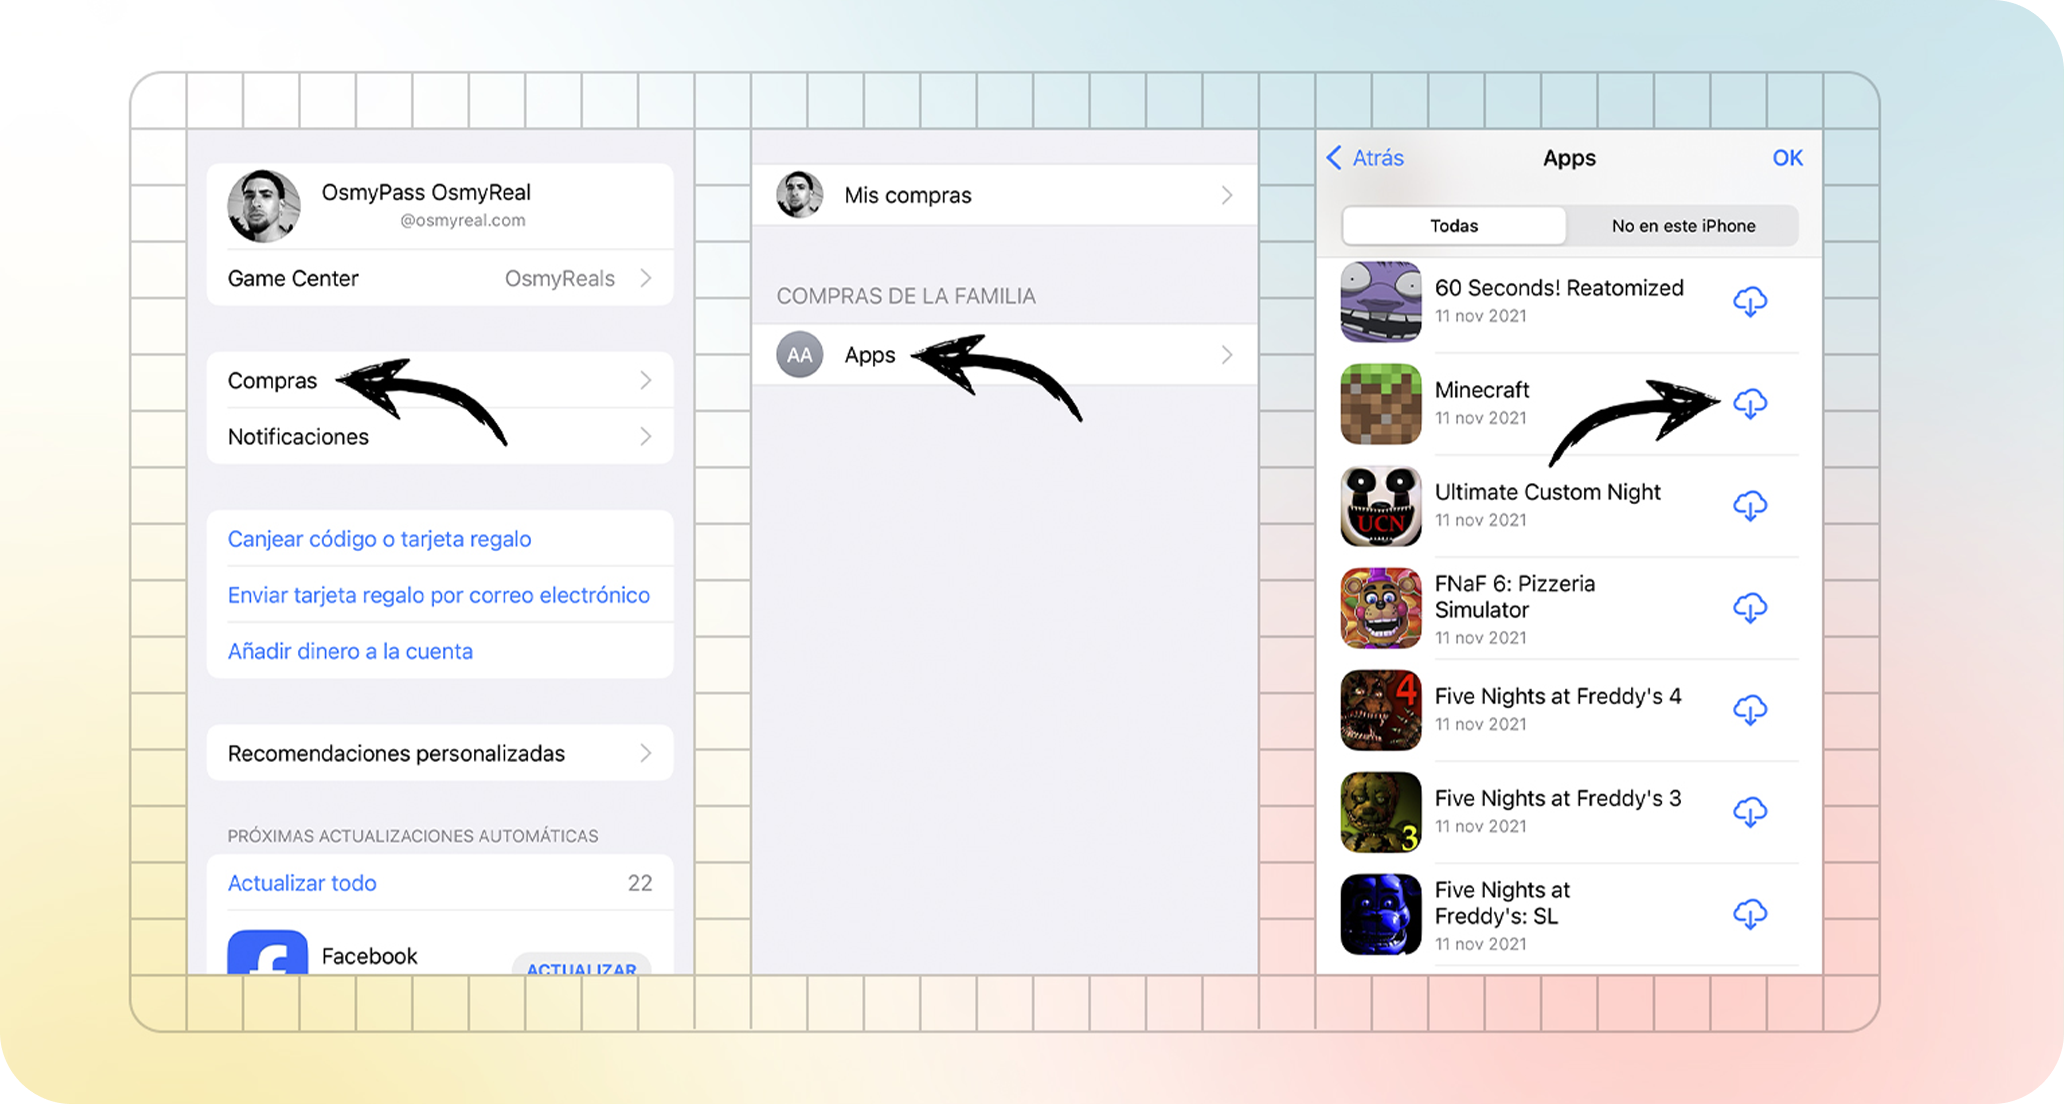 OsmyPass OsmyReal
@osmyreal.com
Game Center OsmyReals
Compras
Notificaciones
Canjear código o tarjeta regalo
Enviar tarjeta regalo por correo electrónico
Añadir dinero a la cuenta
Recomendaciones personalizadas
PRÓXIMAS ACTUALIZACIONES AUTOMÁTICAS
Actualizar todo 22
Facebook
ACTUALIZAR
Mis compras
COMPRAS DE LA FAMILIA
AA Apps
Atrás Apps OK
Todas No en este iPhone
60 Seconds! Reatomized
11 nov 2021
Minecraft
11 nov 2021
Ultimate Custom Night
11 nov 2021
UCN
FNaF 6: Pizzeria
Simulator
11 nov 2021
4
Five Nights at Freddy's 4
11 nov 2021
Five Nights at Freddy's 3
11 nov 2021
3
Five Nights at
Freddy's: SL
11 nov 2021